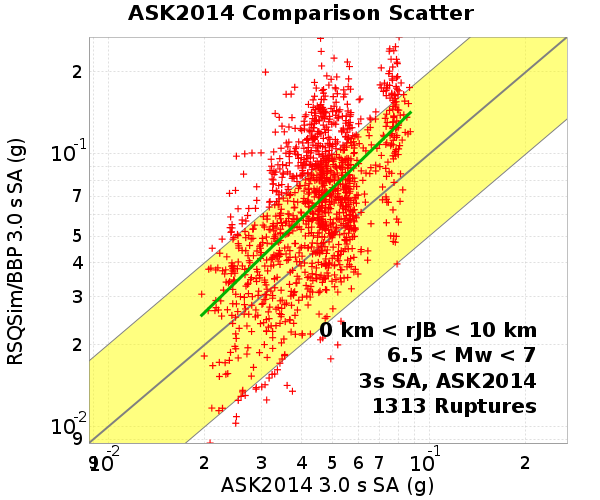 ASK2014 Comparison Scatter
RSQSim/BBP 3.0 s SA (g)
2
10-1
7
5
4
3
2
10-2
9
0 km < rJB < 10 km
6.5 < Mw < 7
3s SA, ASK2014
1313 Ruptures
9 10-2 2 3 4 5 6 7 10-1 2
ASK2014 3.0 s SA (g)